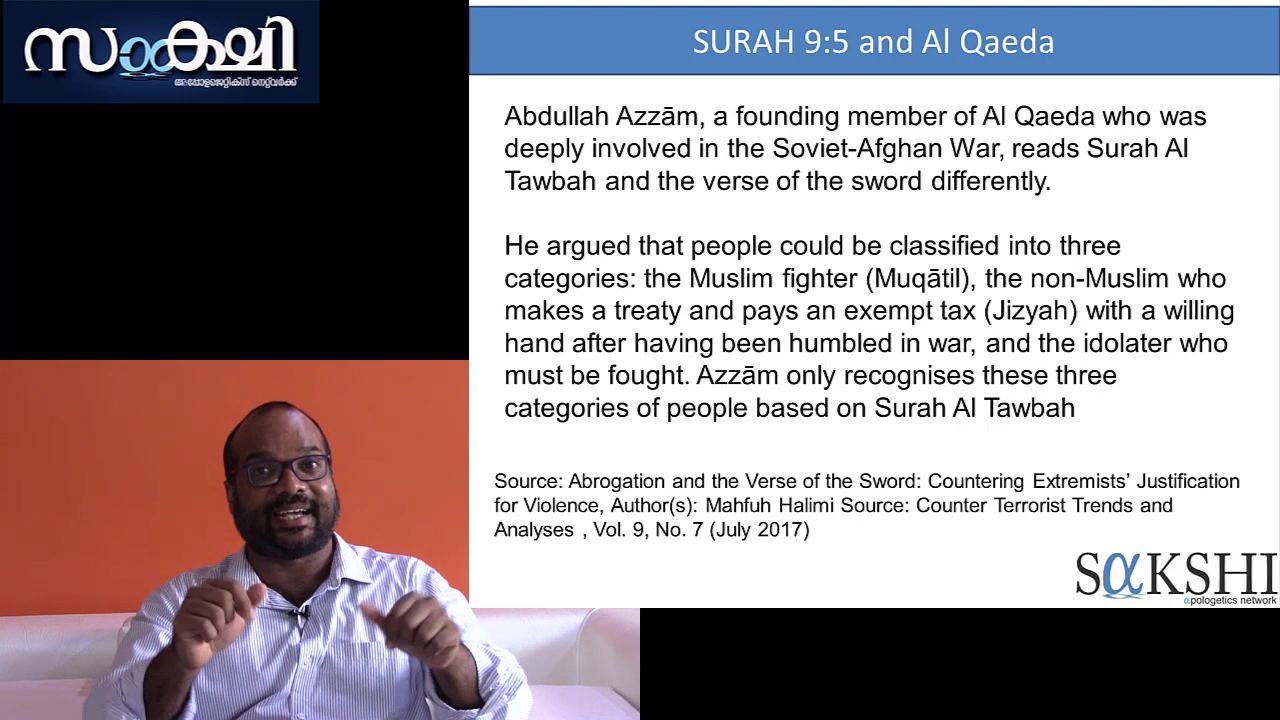 സാക്ഷി
അപ്പോളജെറ്റിക്സ് നെറ്റ്‌വർക്ക്
SURAH 9:5 and Al Qaeda
Abdullah Azzām, a founding member of Al Qaeda who was
deeply involved in the Soviet-Afghan War, reads Surah Al
Tawbah and the verse of the sword differently.
He argued that people could be classified into three
categories: the Muslim fighter (Muqātil), the non-Muslim who
makes a treaty and pays an exempt tax (Jizyah) with a willing
hand after having been humbled in war, and the idolater who
must be fought. Azzām only recognises these three
categories of people based on Surah Al Tawbah
Source: Abrogation and the Verse of the Sword: Countering Extremists’ Justification
for Violence, Author(s): Mahfuh Halimi Source: Counter Terrorist Trends and
Analyses , Vol. 9, No. 7 (July 2017)
SαKSHI
αpologetics network